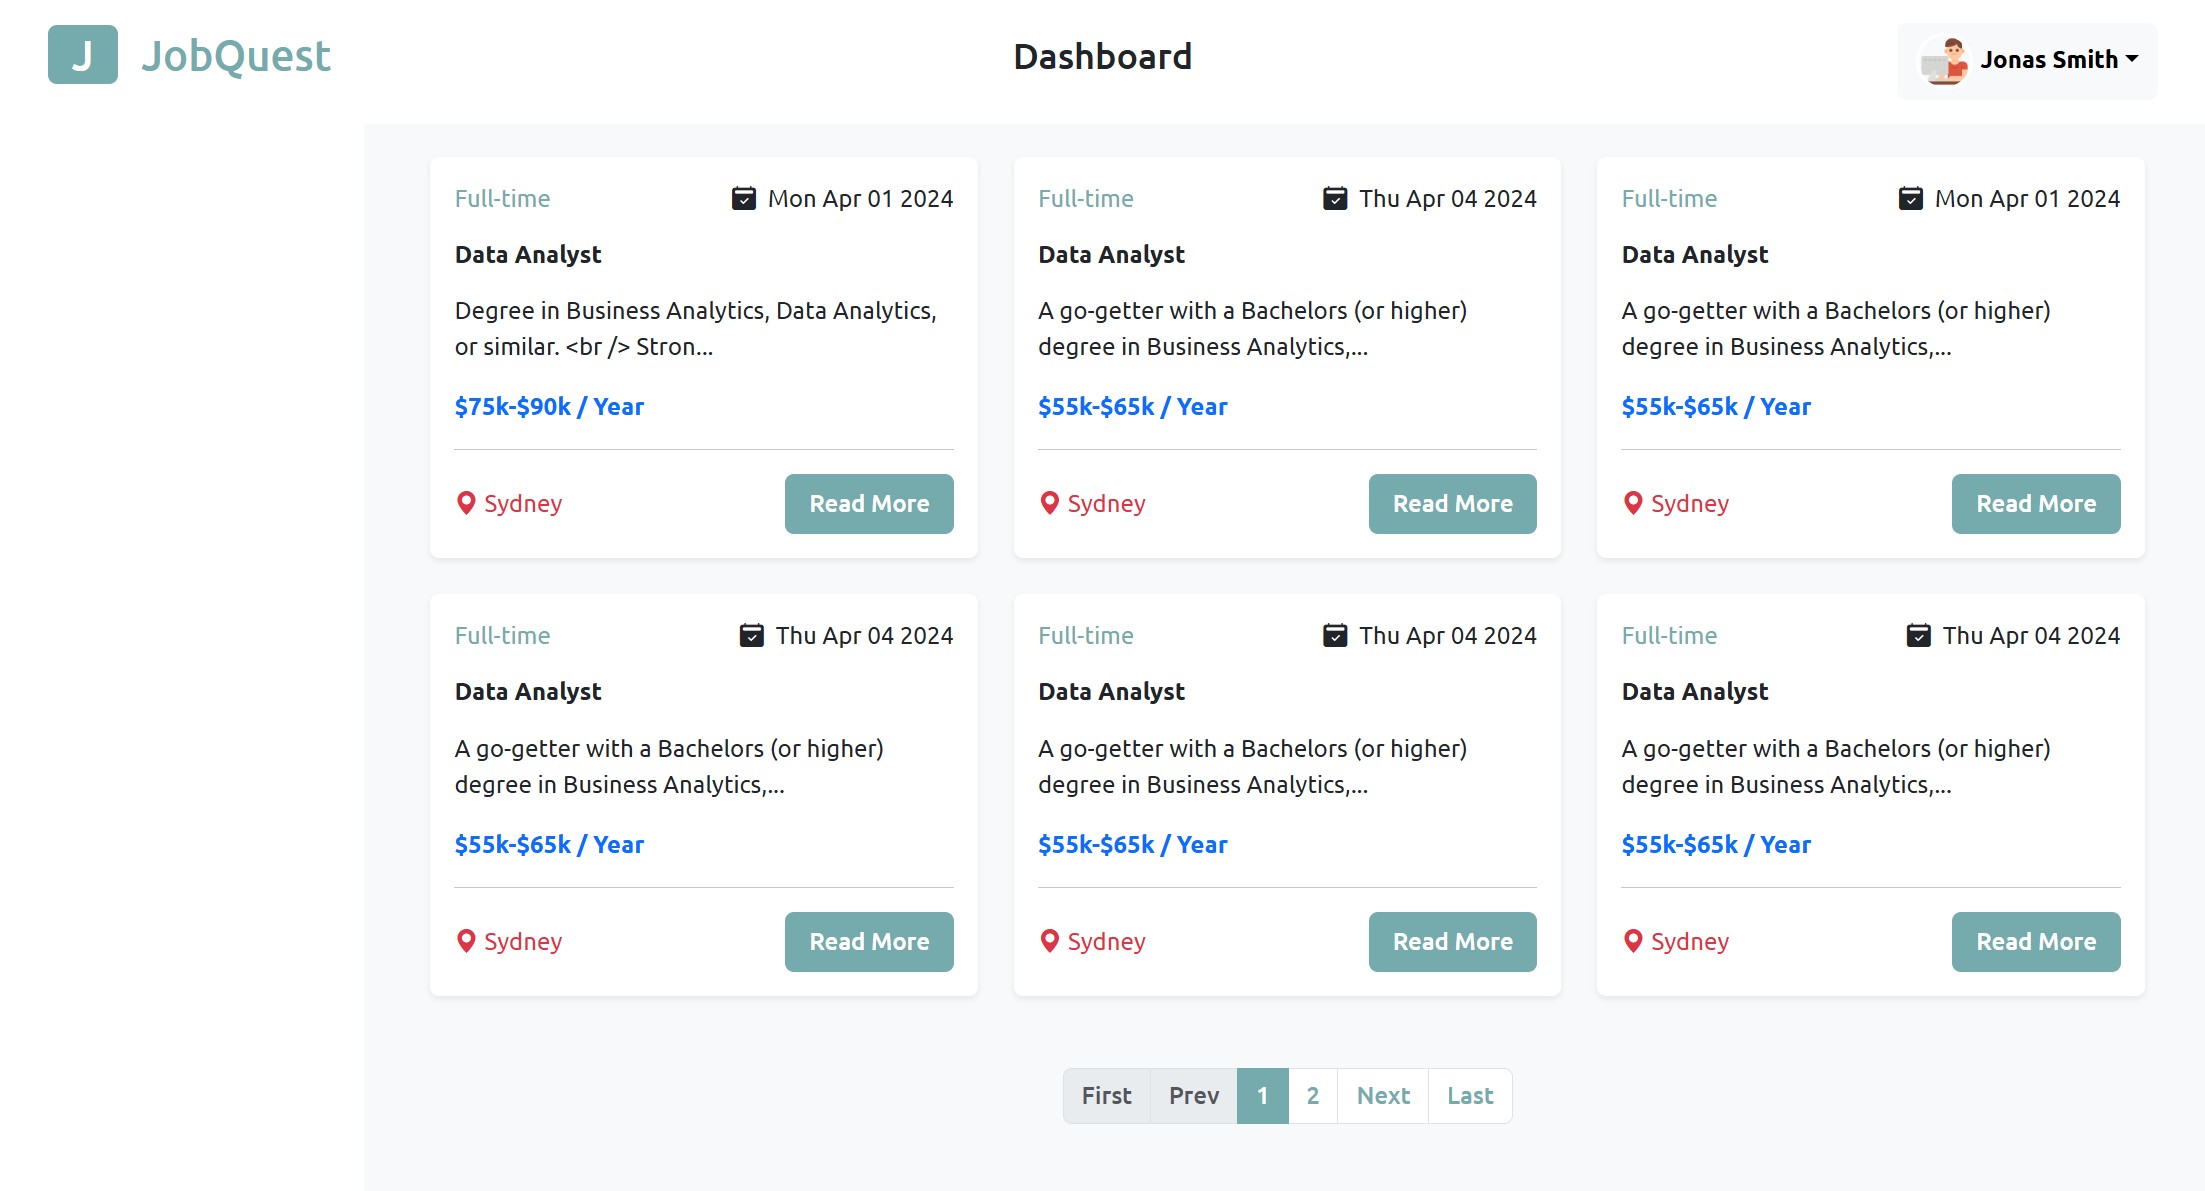 J JobQuest
Dashboard
Jonas Smith
Full-time Mon Apr 01 2024
Data Analyst
Degree in Business Analytics, Data Analytics,
or similar. <br /> Stron...
$75k-$90k / Year
Sydney Read More
Full-time Thu Apr 04 2024
Data Analyst
A go-getter with a Bachelors (or higher)
degree in Business Analytics,...
$55k-$65k / Year
Sydney Read More
Full-time Mon Apr 01 2024
Data Analyst
A go-getter with a Bachelors (or higher)
degree in Business Analytics,...
$55k-$65k / Year
Sydney Read More
Full-time Thu Apr 04 2024
Data Analyst
A go-getter with a Bachelors (or higher)
degree in Business Analytics,...
$55k-$65k / Year
Sydney Read More
Full-time Thu Apr 04 2024
Data Analyst
A go-getter with a Bachelors (or higher)
degree in Business Analytics,...
$55k-$65k / Year
Sydney Read More
Full-time Thu Apr 04 2024
Data Analyst
A go-getter with a Bachelors (or higher)
degree in Business Analytics,...
$55k-$65k / Year
Sydney Read More
First Prev 1 2 Next Last